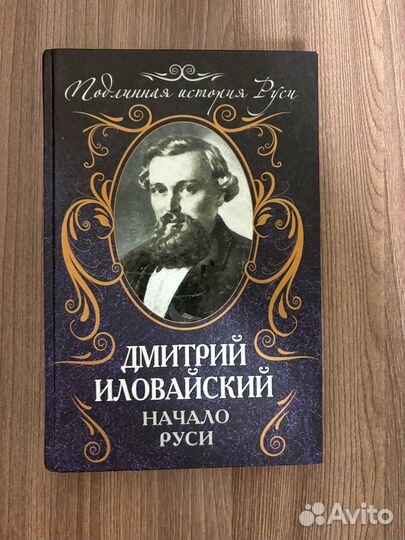 Подлинная история Руси
ДМИТРИЙ
ИЛОВАЙСКИЙ
НАЧАЛО
РУСИ
Avito